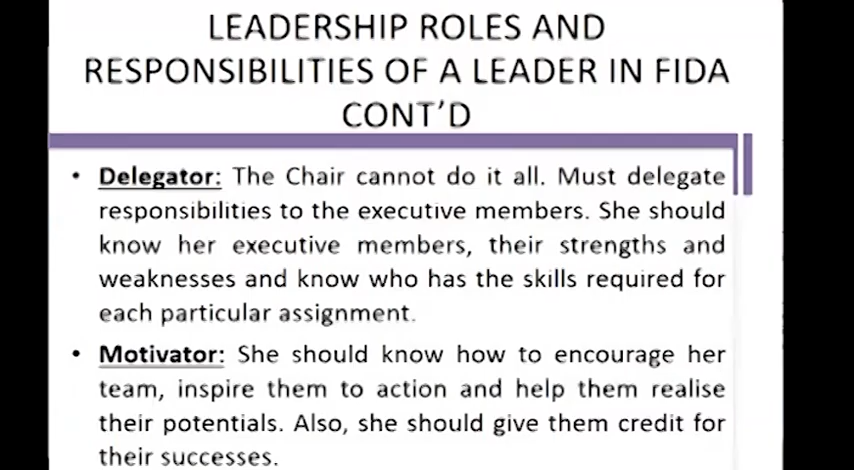 LEADERSHIP ROLES AND
RESPONSIBILITIES OF A LEADER IN FIDA
CONT'D
• Delegator: The Chair cannot do it all. Must delegate
responsibilities to the executive members. She should
know her executive members, their strengths and
weaknesses and know who has the skills required for
each particular assignment.
• Motivator: She should know how to encourage her
team, inspire them to action and help them realise
their potentials. Also, she should give them credit for
their successes.